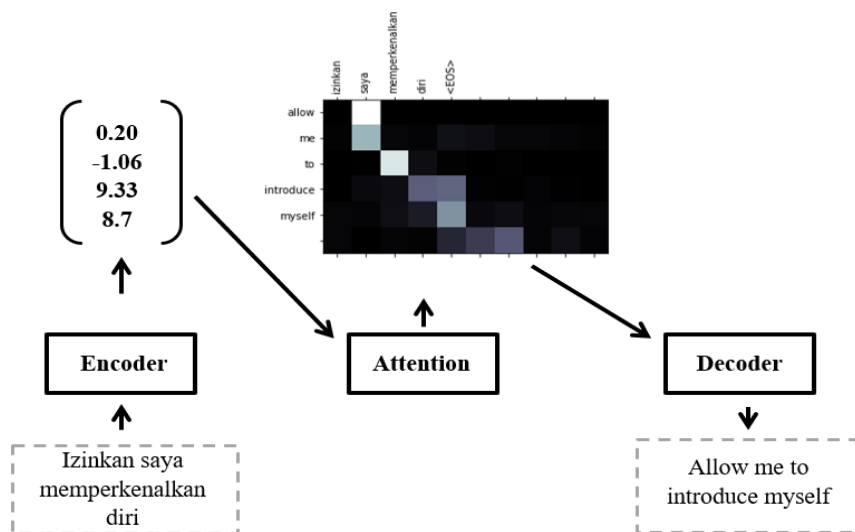 izinkan
saya
memperkenalkan
diri
<EOS>
allow
me
to
introduce
myself
0.20
-1.06
9.33
8.7
Encoder
Attention
Decoder
Izinkan saya
memperkenalkan
diri
Allow me to
introduce myself